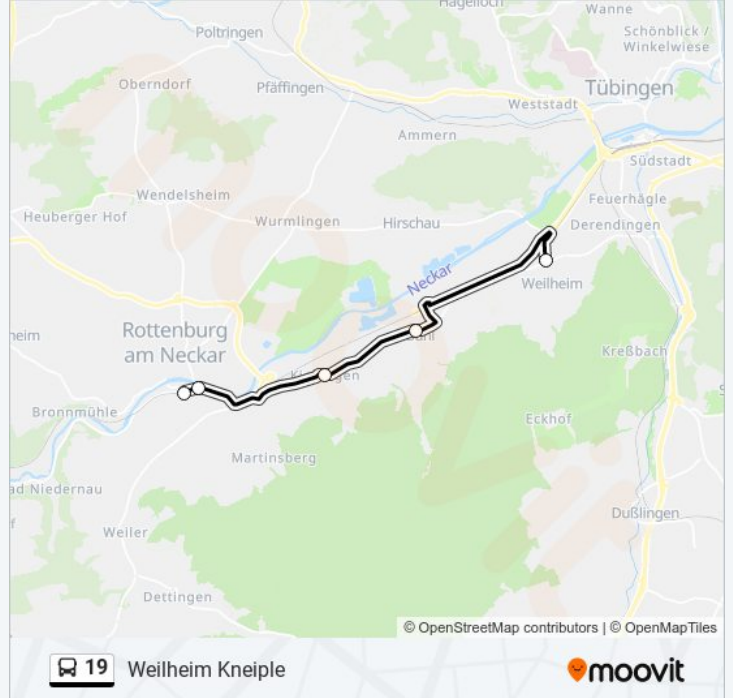 Hagelloch
Wanne
Poltringen
Schönblick /
Winkelwiese
Oberndorf
Pfäffingen
Tübingen
Weststadt
Ammern
Südstadt
Wendelsheim
Feuerhägle
Heuberger Hof
Wurmlingen
Hirschau
Derendingen
Neckar
Weilheim
Rottenburg
am Neckar
heim
Kreßbach
Bronnmühle
Eckhof
Martinsberg
ad Niedernau
Dußlingen
Weiler
Dettingen
© OpenStreetMap contributors | © OpenMapTiles
19 Weilheim Kneiple
moovit